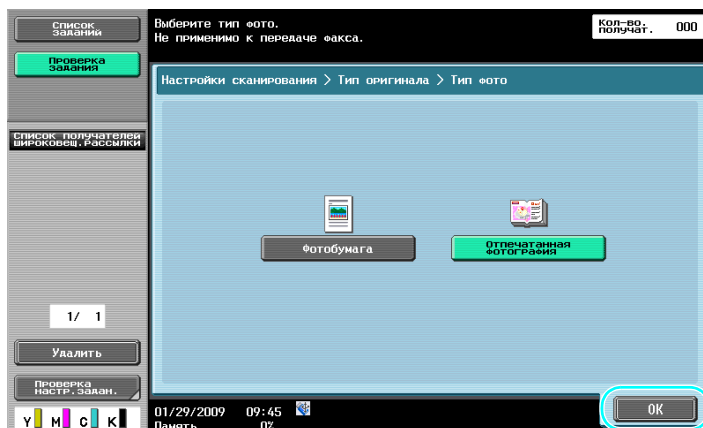 Список
заданий
Выберите тип фото.
Не применимо к передаче факса.
Кол-во.
получат.
000
Проверка
задания
Настройки сканирования > Тип оригинала > Тип фото
Список получателей
широковещ.рассылки
Фотобумага
Отпечатанная
фотография
1/ 1
Удалить
Проверка
настр.задан.
Y M C K
01/29/2009 09:45
Память 0%
OK